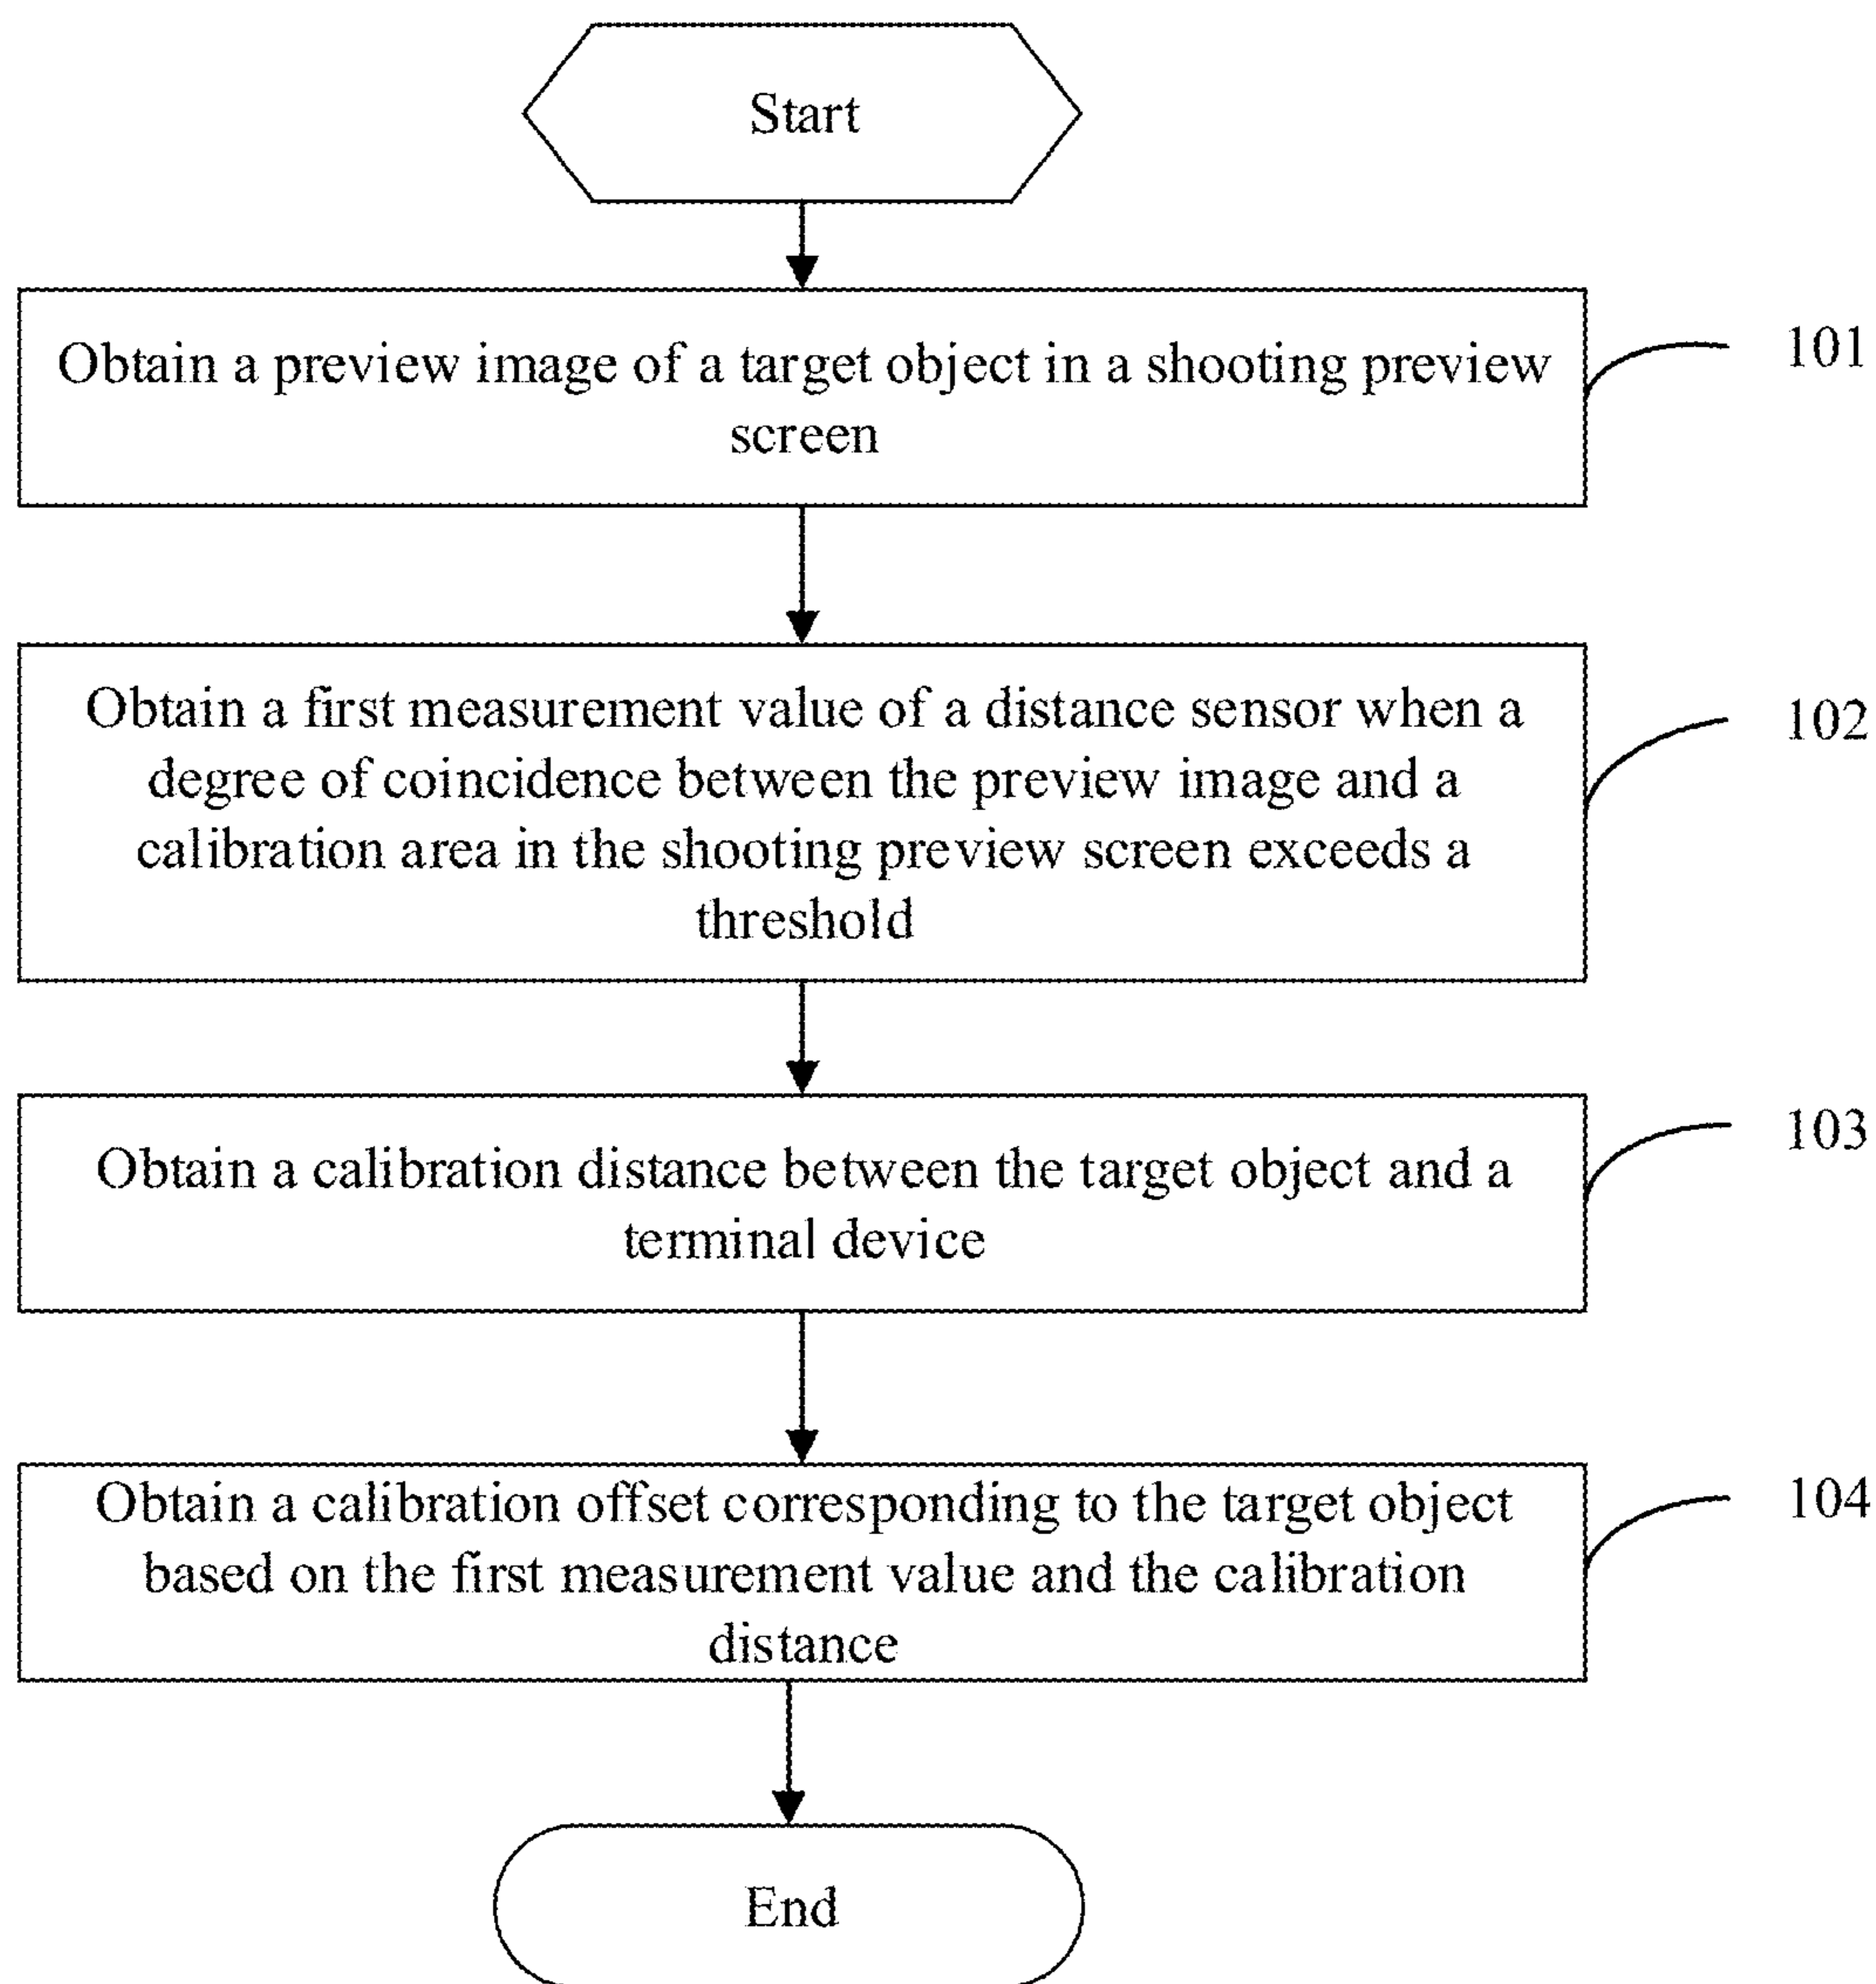 Start
Obtain a preview image of a target object in a shooting preview
screen
101
Obtain a first measurement value of a distance sensor when a
degree of coincidence between the preview image and a
calibration area in the shooting preview screen exceeds a
threshold
102
Obtain a calibration distance between the target object and a
terminal device
103
Obtain a calibration offset corresponding to the target object
based on the first measurement value and the calibration
distance
104
End